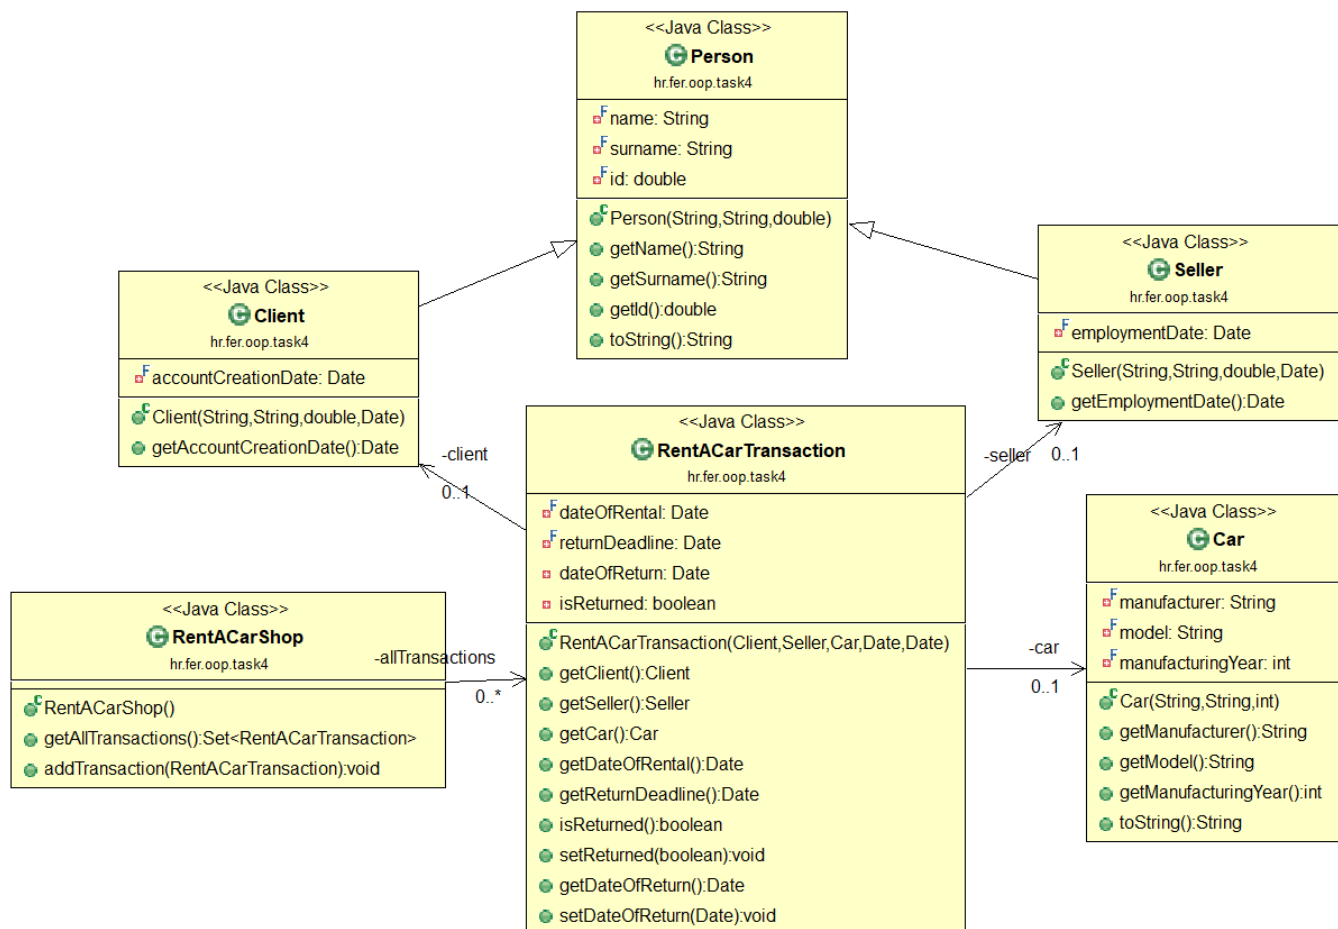 <<Java Class>>
Person
hr.fer.oop.task4
name: String
surname: String
id: double
Person(String,String,double)
getName():String
getSurname():String
getId():double
toString():String
<<Java Class>>
Client
hr.fer.oop.task4
accountCreationDate: Date
Client(String,String,double,Date)
getAccountCreationDate():Date
<<Java Class>>
Seller
hr.fer.oop.task4
employmentDate: Date
Seller(String,String,double,Date)
getEmploymentDate():Date
-client
0..1
-seller
0..1
<<Java Class>>
RentACarTransaction
hr.fer.oop.task4
dateOfRental: Date
returnDeadline: Date
dateOfReturn: Date
isReturned: boolean
RentACarTransaction(Client,Seller,Car,Date,Date)
getClient():Client
getSeller():Seller
getCar():Car
getDateOfRental():Date
getReturnDeadline():Date
isReturned():boolean
setReturned(boolean):void
getDateOfReturn():Date
setDateOfReturn(Date):void
<<Java Class>>
RentACarShop
hr.fer.oop.task4
RentACarShop()
getAllTransactions():Set<RentACarTransaction>
addTransaction(RentACarTransaction):void
-allTransactions
0..*
-car
0..1
<<Java Class>>
Car
hr.fer.oop.task4
manufacturer: String
model: String
manufacturingYear: int
Car(String,String,int)
getManufacturer():String
getModel():String
getManufacturingYear():int
toString():String